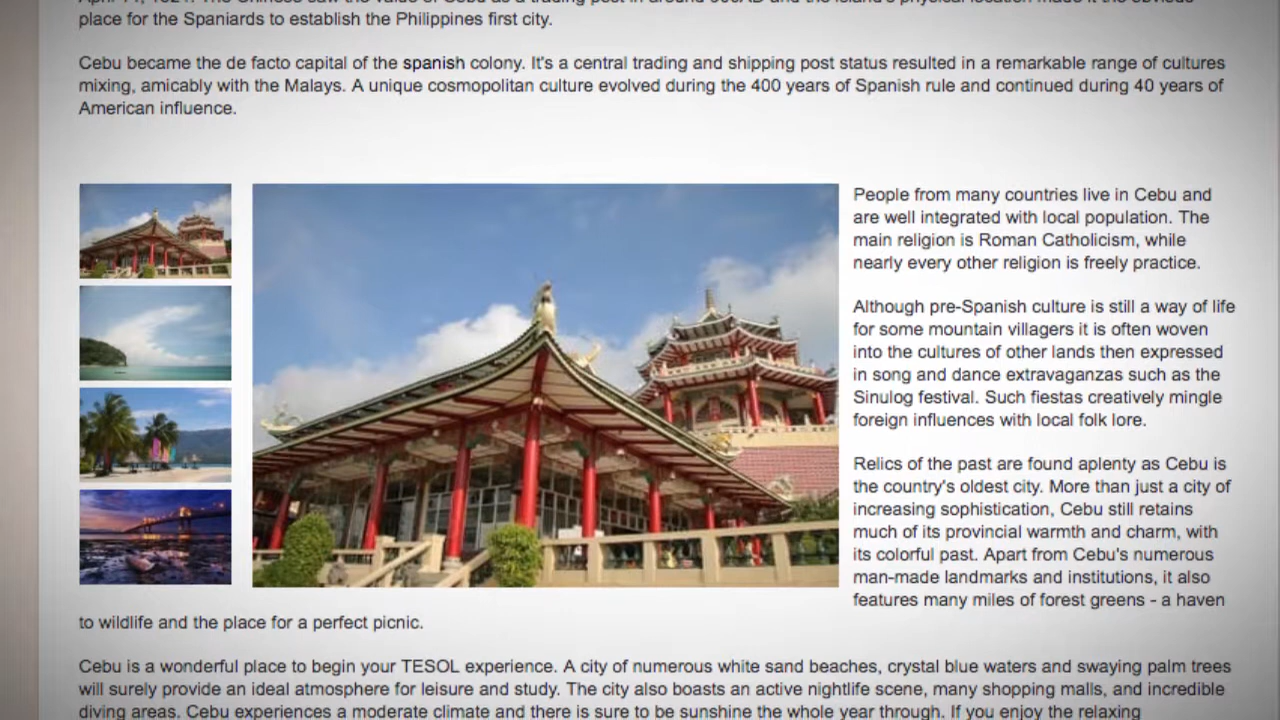 place for the Spaniards to establish the Philippines first city.
Cebu became the de facto capital of the spanish colony. It's a central trading and shipping post status resulted in a remarkable range of cultures
mixing, amicably with the Malays. A unique cosmopolitan culture evolved during the 400 years of Spanish rule and continued during 40 years of
American influence.
People from many countries live in Cebu and
are well integrated with local population. The
main religion is Roman Catholicism, while
nearly every other religion is freely practice.
Although pre-Spanish culture is still a way of life
for some mountain villagers it is often woven
into the cultures of other lands then expressed
in song and dance extravaganzas such as the
Sinulog festival. Such fiestas creatively mingle
foreign influences with local folk lore.
Relics of the past are found aplenty as Cebu is
the country's oldest city. More than just a city of
increasing sophistication, Cebu still retains
much of its provincial warmth and charm, with
its colorful past. Apart from Cebu's numerous
man-made landmarks and institutions, it also
features many miles of forest greens - a haven
to wildlife and the place for a perfect picnic.
Cebu is a wonderful place to begin your TESOL experience. A city of numerous white sand beaches, crystal blue waters and swaying palm trees
will surely provide an ideal atmosphere for leisure and study. The city also boasts an active nightlife scene, many shopping malls, and incredible
diving areas. Cebu experiences a moderate climate and there is sure to be sunshine the whole year through. If you enjoy the relaxing